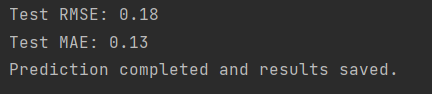 Test RMSE: 0.18
Test MAE: 0.13
Prediction completed and results saved.